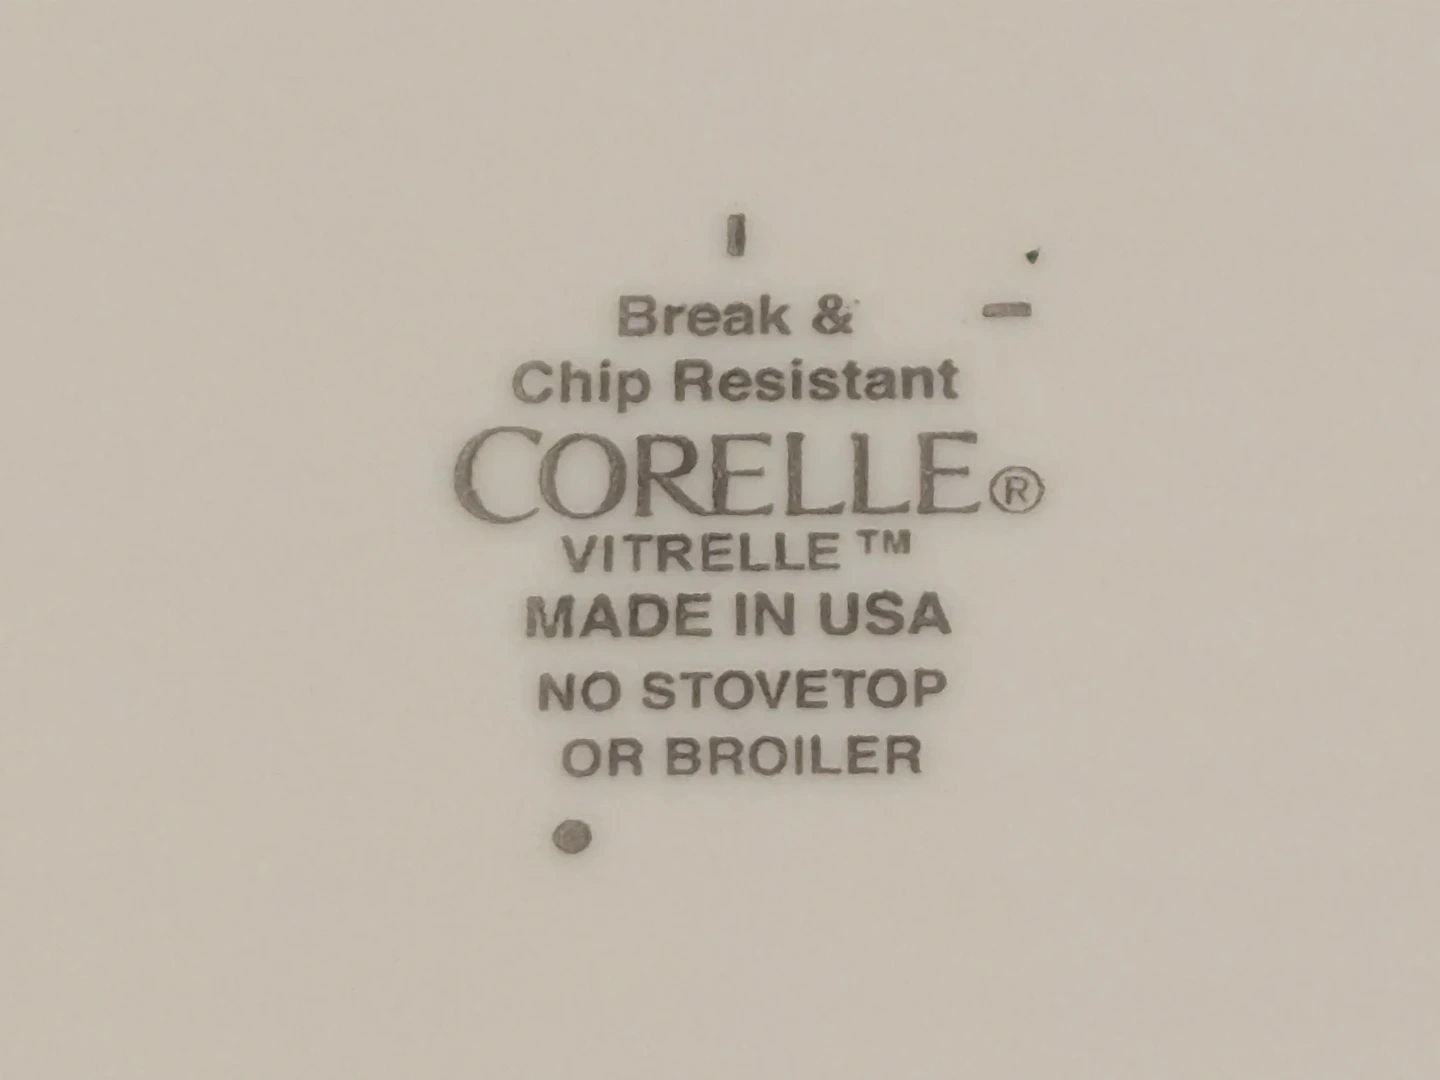 Break &
Chip Resistant
CORELLE®
VITRELLE™
MADE IN USA
NO STOVETOP
OR BROILER